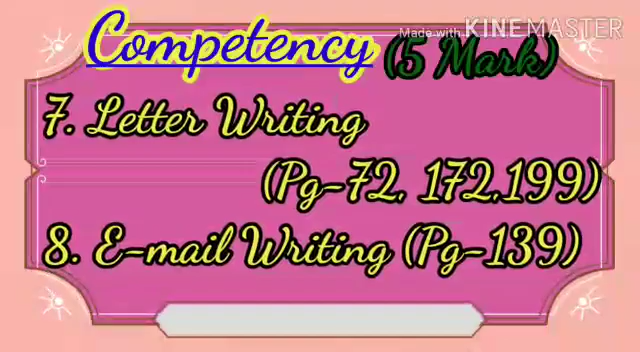 Made with KINEMASTER
Competency (5 Mark)
7. Letter Writing
(Pg-72, 172,199)
8. E-mail Writing (Pg-139)